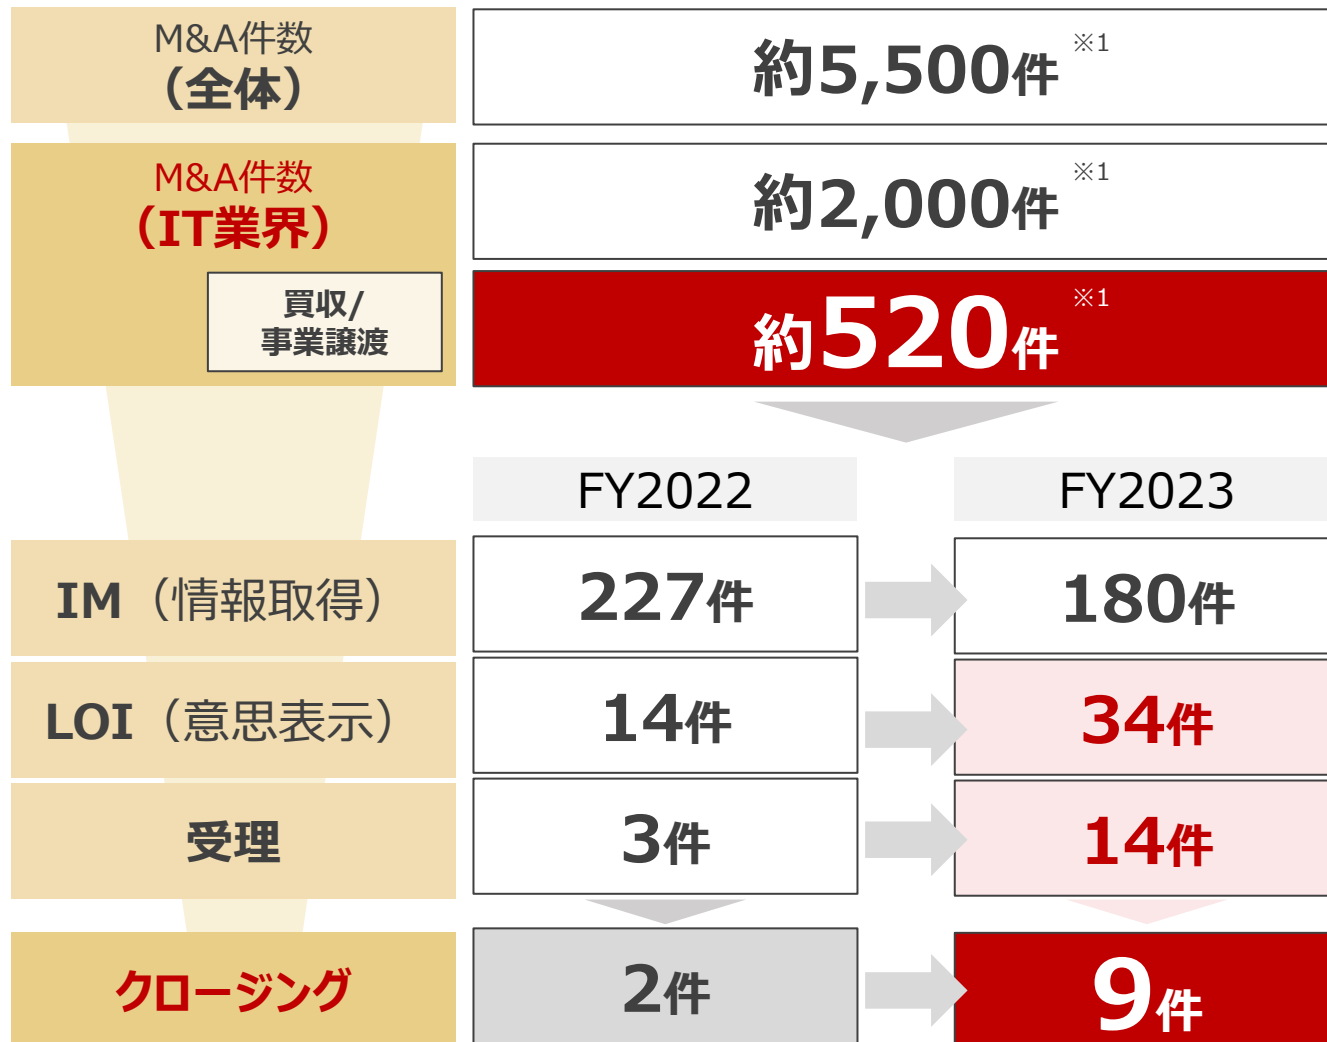 M&A件数
（全体）
約5,500件 ※1
M&A件数
（IT業界）
約2,000件 ※1
買収/
事業譲渡
約520件 ※1
FY2022
FY2023
IM（情報取得）
227件
180件
LOI（意思表示）
14件
34件
受理
3件
14件
クロージング
2件
9件